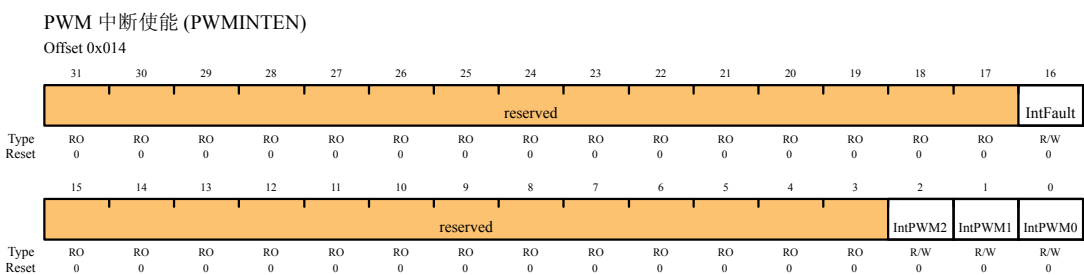 PWM 中断使能 (PWMINTEN)
Offset 0x014
31 30 29 28 27 26 25 24 23 22 21 20 19 18 17 16
reserved IntFault
Type RO RO RO RO RO RO RO RO RO RO RO RO RO RO RO R/W
Reset 0 0 0 0 0 0 0 0 0 0 0 0 0 0 0 0
15 14 13 12 11 10 9 8 7 6 5 4 3 2 1 0
reserved IntPWM2 IntPWM1 IntPWM0
Type RO RO RO RO RO RO RO RO RO RO RO RO RO R/W R/W R/W
Reset 0 0 0 0 0 0 0 0 0 0 0 0 0 0 0 0